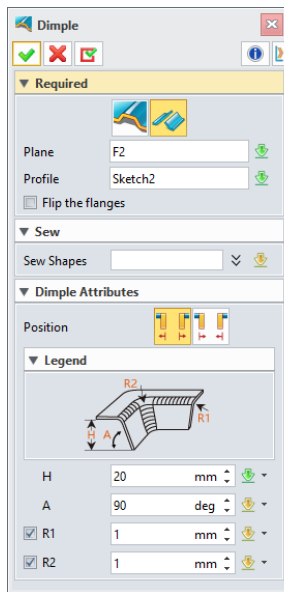 Dimple
Required
Plane F2
Profile Sketch2
Flip the flanges
Sew
Sew Shapes
Dimple Attributes
Position
Legend
R2
R1
H A
H 20 mm
A 90 deg
R1 1 mm
R2 1 mm